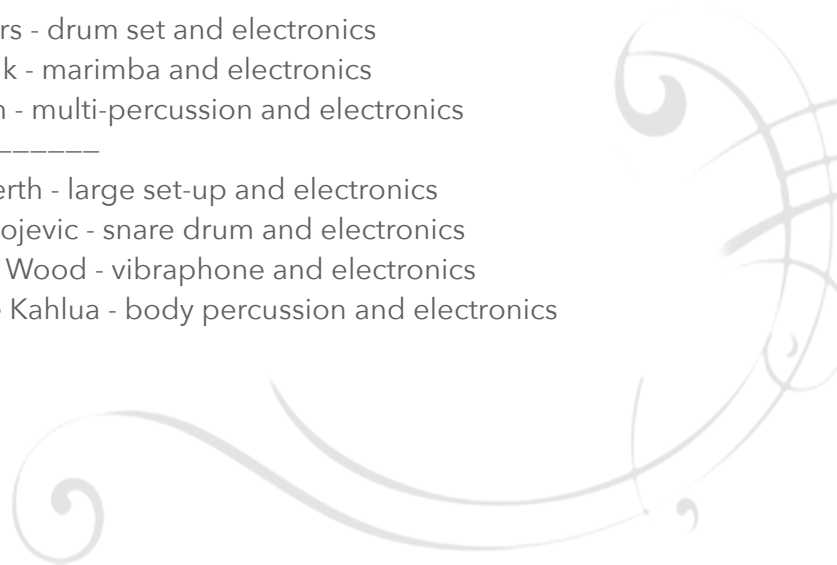 rs - drum set and electronics
k - marimba and electronics
- multi-percussion and electronics
––––––
erth - large set-up and electronics
ojevic - snare drum and electronics
Wood - vibraphone and electronics
Kahlua - body percussion and electronics